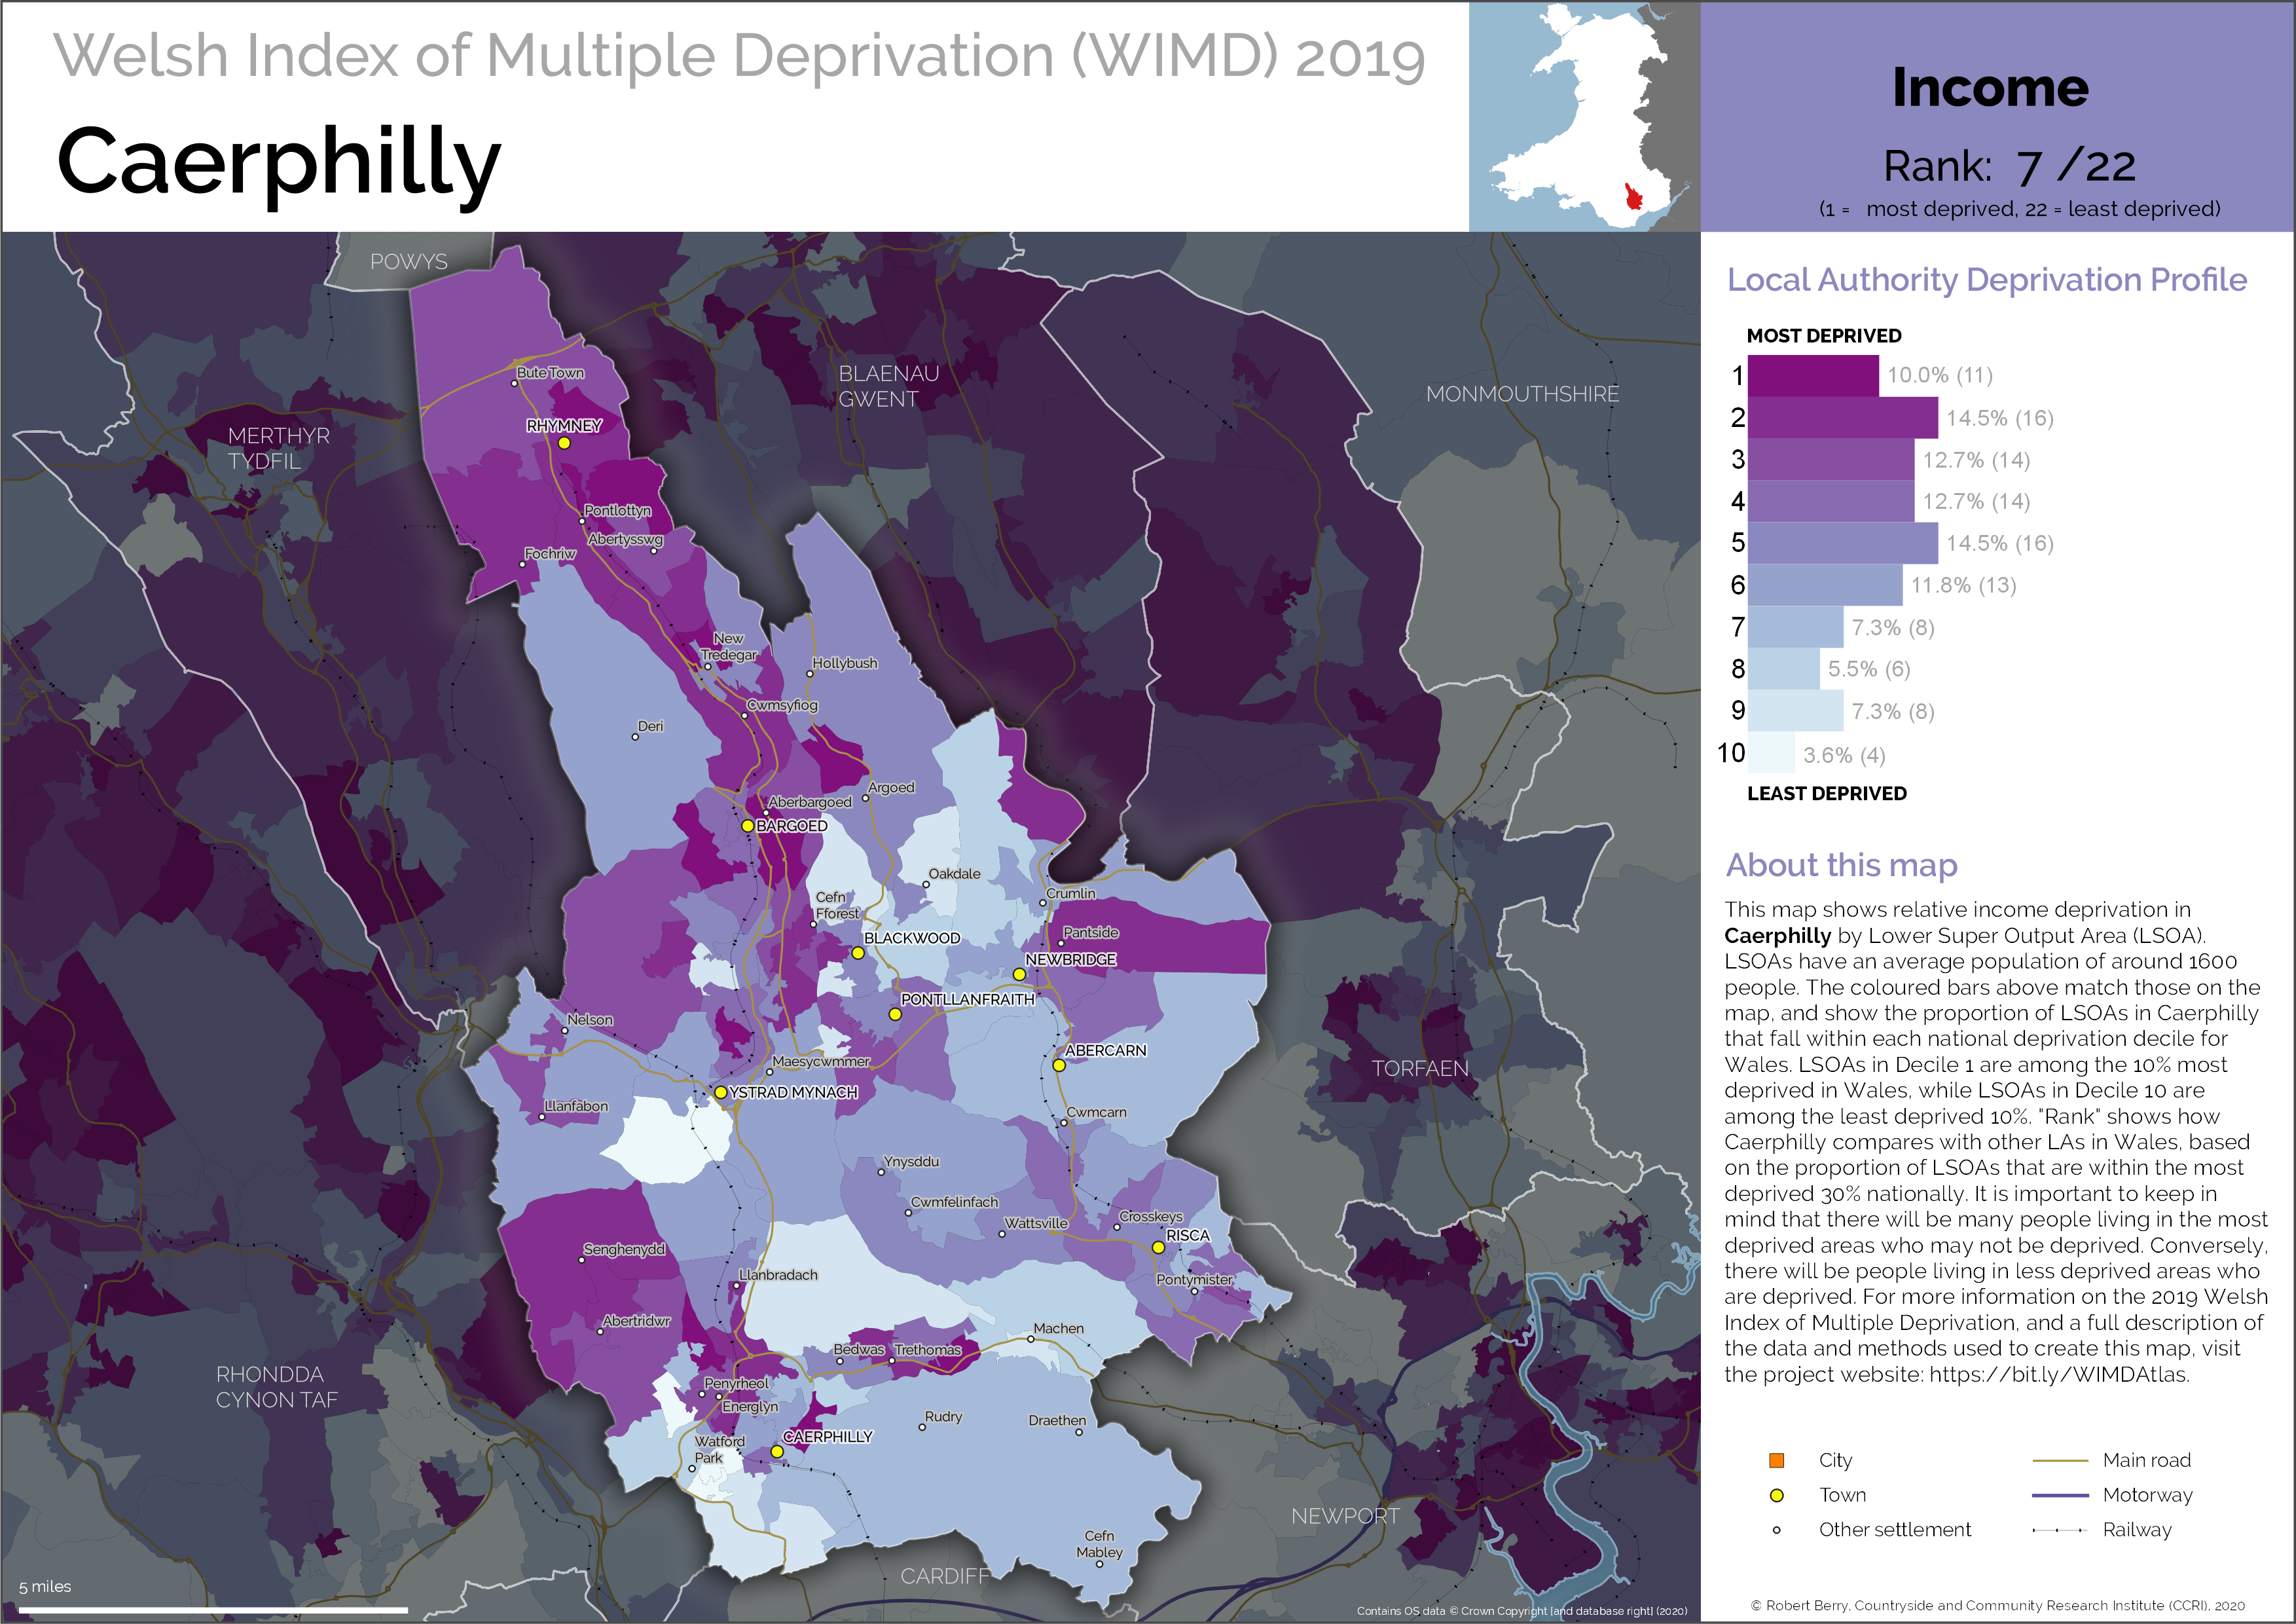 Welsh Index of Multiple Deprivation (WIMD) 2019
Caerphilly
Income
Rank: 7 /22
(1 = most deprived, 22 = least deprived)
Local Authority Deprivation Profile
MOST DEPRIVED
1 10.0% (11)
2 14.5% (16)
3 12.7% (14)
4 12.7% (14)
5 14.5% (16)
6 11.8% (13)
7 7.3% (8)
8 5.5% (6)
9 7.3% (8)
10 3.6% (4)
LEAST DEPRIVED
About this map
This map shows relative income deprivation in
Caerphilly by Lower Super Output Area (LSOA).
LSOAs have an average population of around 1600
people. The coloured bars above match those on the
map, and show the proportion of LSOAs in Caerphilly
that fall within each national deprivation decile for
Wales. LSOAs in Decile 1 are among the 10% most
deprived in Wales, while LSOAs in Decile 10 are
among the least deprived 10%. "Rank" shows how
Caerphilly compares with other LAs in Wales, based
on the proportion of LSOAs that are within the most
deprived 30% nationally. It is important to keep in
mind that there will be many people living in the most
deprived areas who may not be deprived. Conversely,
there will be people living in less deprived areas who
are deprived. For more information on the 2019 Welsh
Index of Multiple Deprivation, and a full description of
the data and methods used to create this map, visit
the project website: https://bit.ly/WIMDAtlas.
City
Town
Other settlement
Main road
Motorway
Railway
© Robert Berry, Countryside and Community Research Institute (CCRI), 2020
POWYS
MERTHYR
TYDFIL
BLAENAU
GWENT
MONMOUTHSHIRE
Bute Town
RHYMNEY
Pontlottyn
Abertysswg
Fochriw
New
Tredegar
Hollybush
Cwmsyfiog
Deri
Argoed
Aberbargoed
BARGOED
Oakdale
Cefn
Fforest
Crumlin
BLACKWOOD
Pantside
NEWBRIDGE
PONTLLANFRAITH
Nelson
ABERCARN
Maesycwmmer
YSTRAD MYNACH
TORFAEN
Llanfabon
Cwmcarn
Ynysddu
Cwmfelinfach
Wattsville
Crosskeys
RISCA
Senghenydd
Llanbradach
Pontymister
Abertridwr
Machen
Bedwas
Trethomas
RHONDDA
CYNON TAF
Penyrheol
Energlyn
Rudry
Draethen
CAERPHILLY
Watford
Park
NEWPORT
Cefn
Mabley
CARDIFF
5 miles
Contains OS data © Crown Copyright [and database right] (2020)